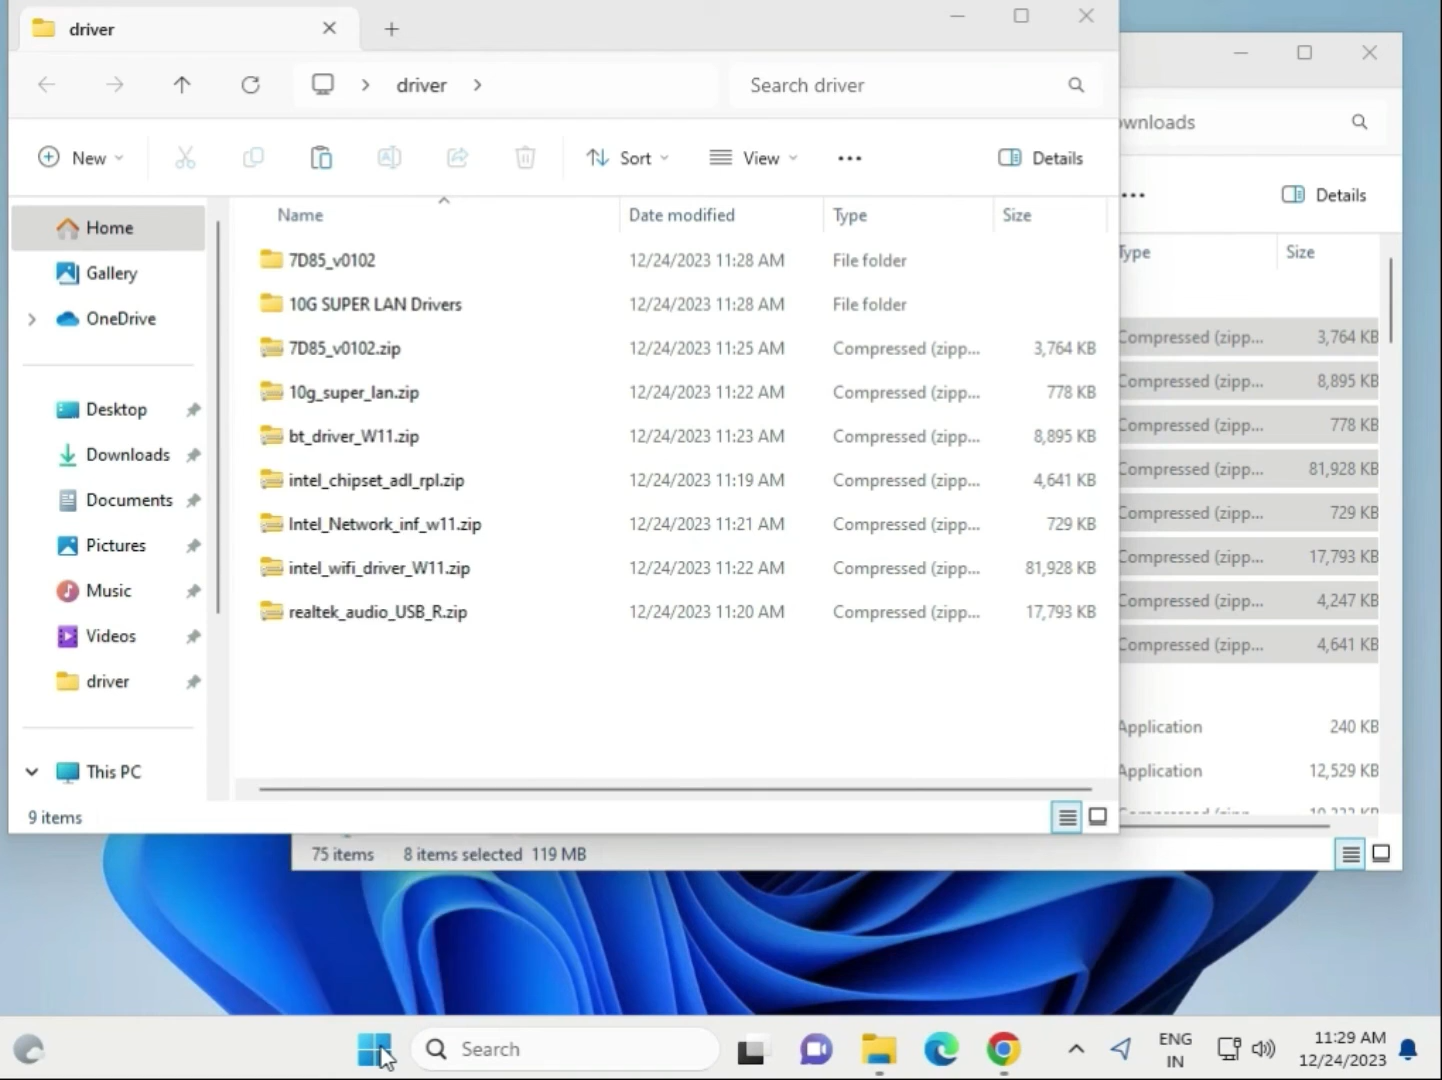 driver
driver
Search driver
ownloads
New
Sort
View
Details
Details
Name
Date modified
Type
Size
Type
Size
Home
Gallery
OneDrive
Desktop
Downloads
Documents
Pictures
Music
Videos
driver
This PC
7D85_v0102 12/24/2023 11:28 AM File folder
10G SUPER LAN Drivers 12/24/2023 11:28 AM File folder
7D85_v0102.zip 12/24/2023 11:25 AM Compressed (zipp... 3,764 KB
10g_super_lan.zip 12/24/2023 11:22 AM Compressed (zipp... 778 KB
bt_driver_W11.zip 12/24/2023 11:23 AM Compressed (zipp... 8,895 KB
intel_chipset_adl_rpl.zip 12/24/2023 11:19 AM Compressed (zipp... 4,641 KB
Intel_Network_inf_w11.zip 12/24/2023 11:21 AM Compressed (zipp... 729 KB
intel_wifi_driver_W11.zip 12/24/2023 11:22 AM Compressed (zipp... 81,928 KB
realtek_audio_USB_R.zip 12/24/2023 11:20 AM Compressed (zipp... 17,793 KB
Compressed (zipp... 3,764 KB
Compressed (zipp... 8,895 KB
Compressed (zipp... 778 KB
Compressed (zipp... 81,928 KB
Compressed (zipp... 729 KB
Compressed (zipp... 17,793 KB
Compressed (zipp... 4,247 KB
Compressed (zipp... 4,641 KB
Application 240 KB
Application 12,529 KB
9 items
75 items 8 items selected 119 MB
Search
ENG
IN
11:29 AM
12/24/2023